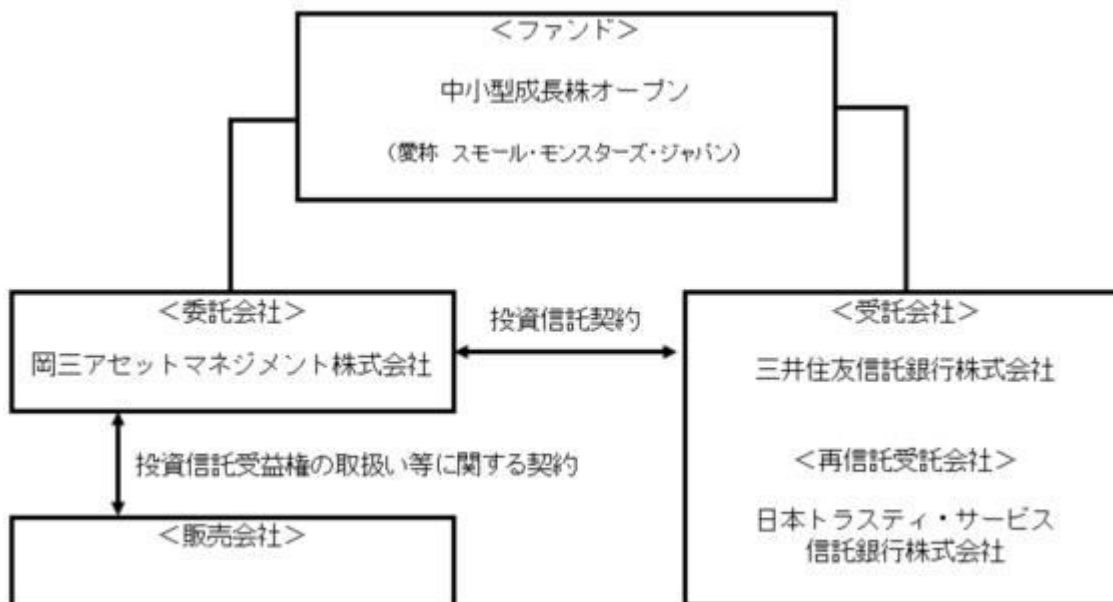 ＜ファンド＞
中小型成長株オープン
（愛称 スモール・モンスターズ・ジャパン）
＜委託会社＞
岡三アセットマネジメント株式会社
投資信託契約
＜受託会社＞
三井住友信託銀行株式会社
＜再信託受託会社＞
日本トラスティ・サービス
信託銀行株式会社
投資信託受益権の取扱い等に関する契約
＜販売会社＞